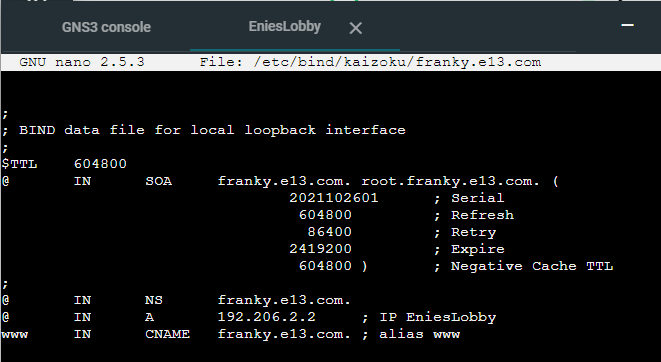 GNS3 console EniesLobby
GNU nano 2.5.3 File: /etc/bind/kaizoku/franky.e13.com
;
; BIND data file for local loopback interface
;
$TTL 604800
@ IN SOA franky.e13.com. root.franky.e13.com. (
2021102601 ; Serial
604800 ; Refresh
86400 ; Retry
2419200 ; Expire
604800 ) ; Negative Cache TTL
;
@ IN NS franky.e13.com.
@ IN A 192.206.2.2 ; IP EniesLobby
www IN CNAME franky.e13.com. ; alias www